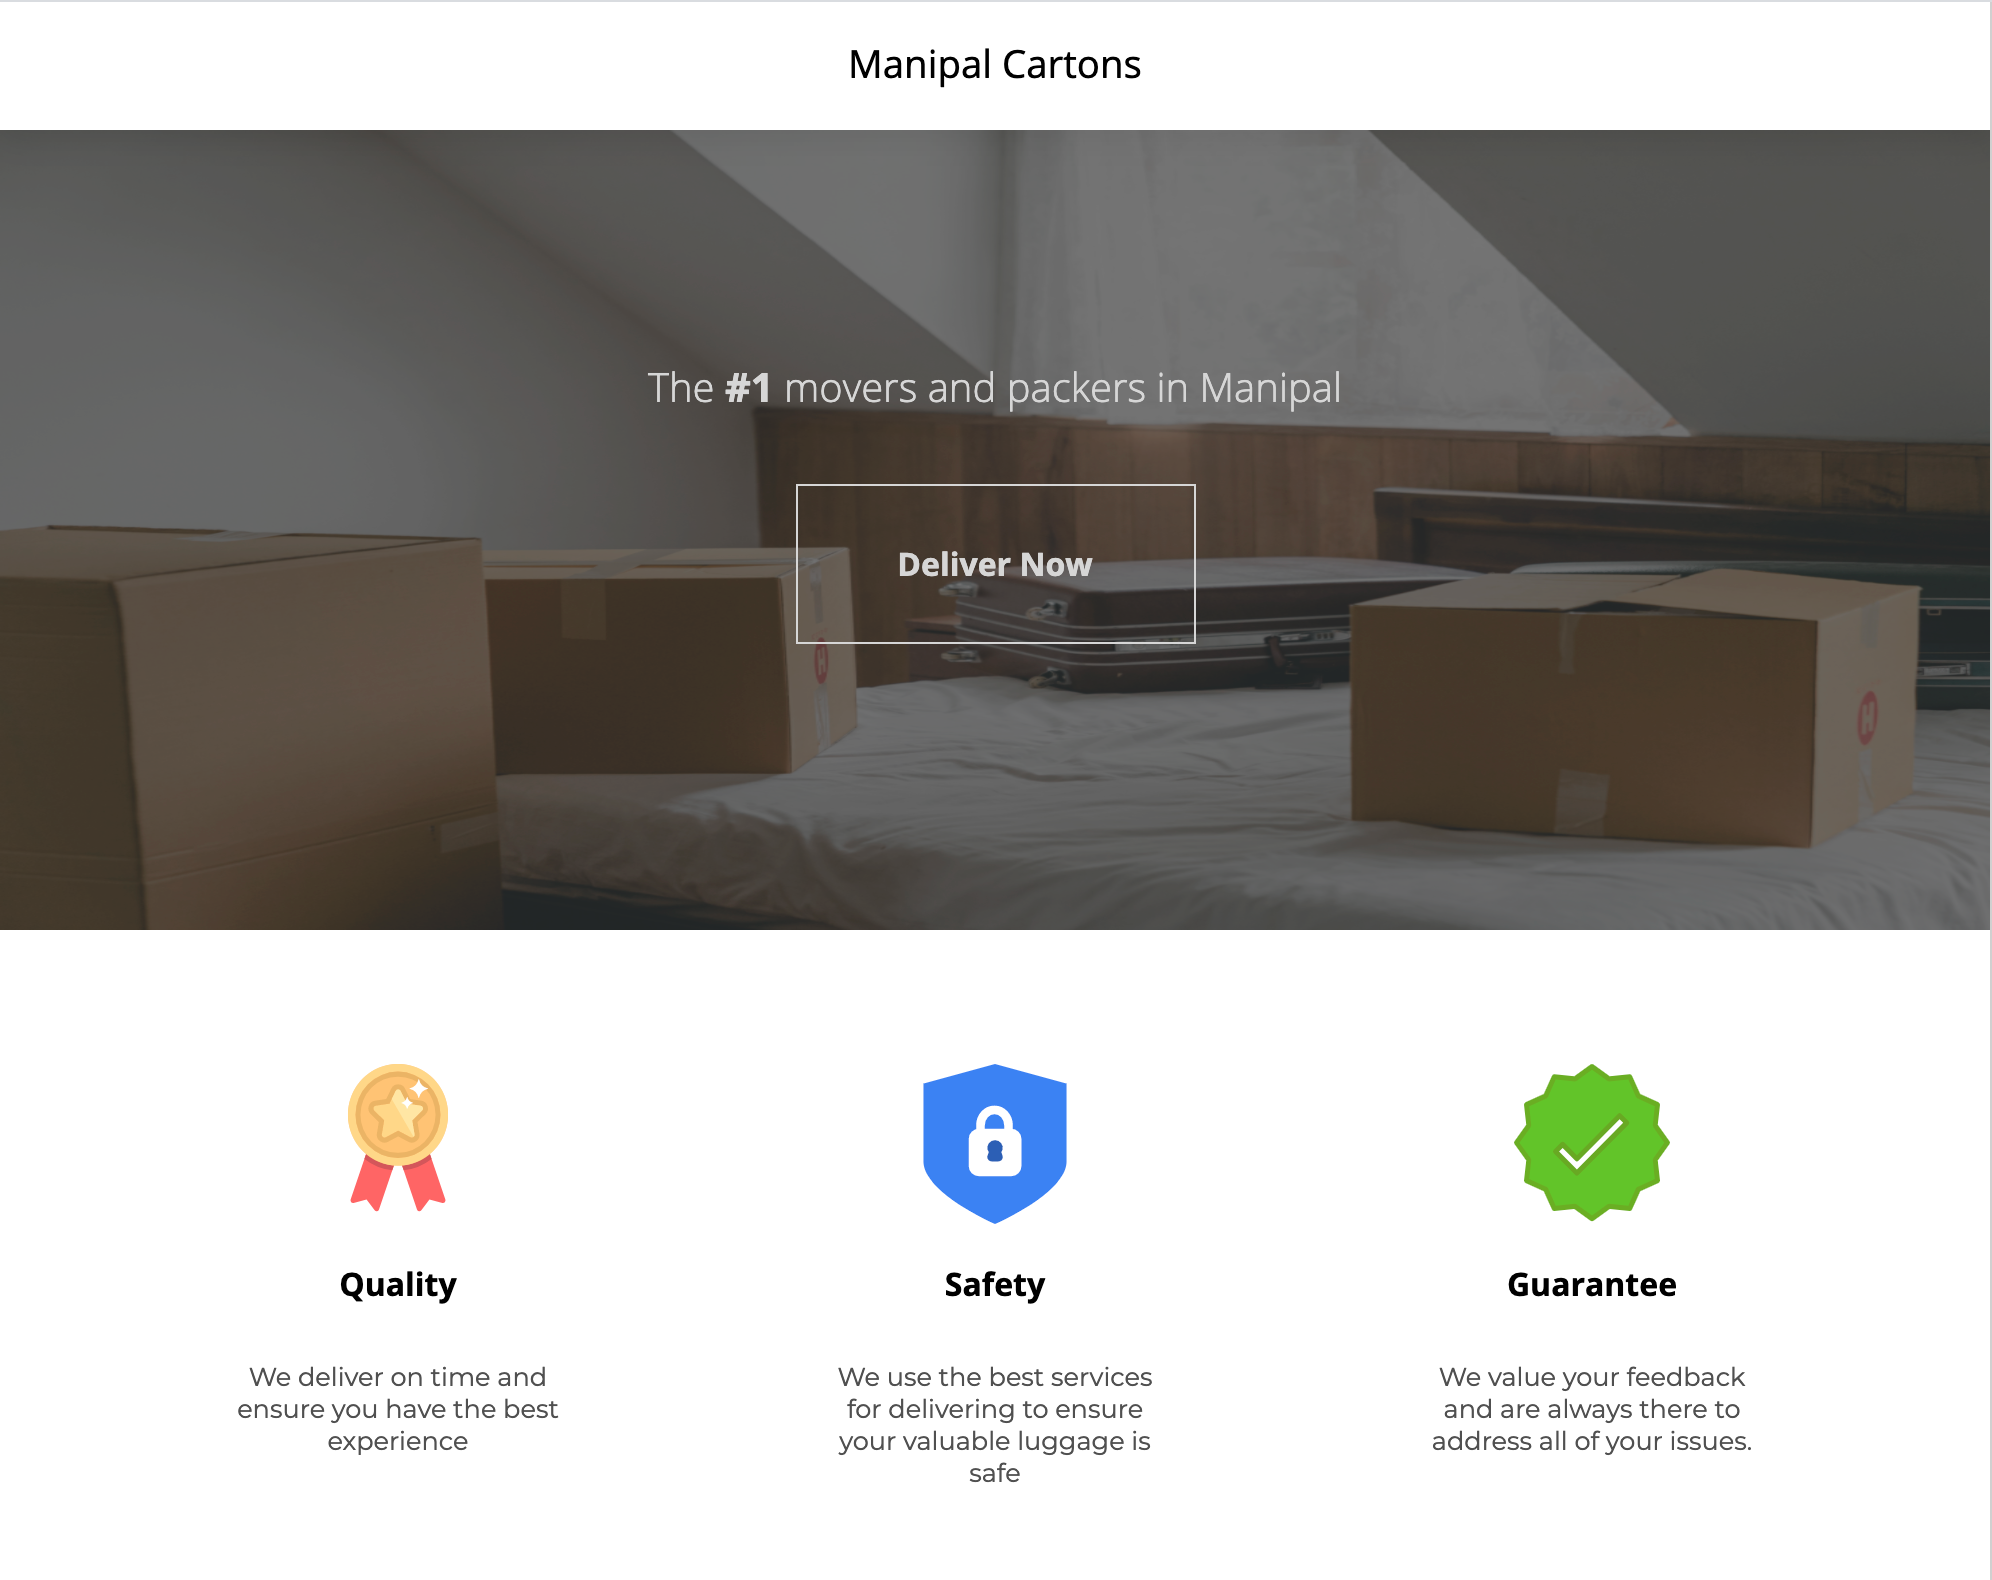 Manipal Cartons
The #1 movers and packers in Manipal
Deliver Now
H
H
Quality
Safety
Guarantee
We deliver on time and
ensure you have the best
experience
We use the best services
for delivering to ensure
your valuable luggage is
safe
We value your feedback
and are always there to
address all of your issues.